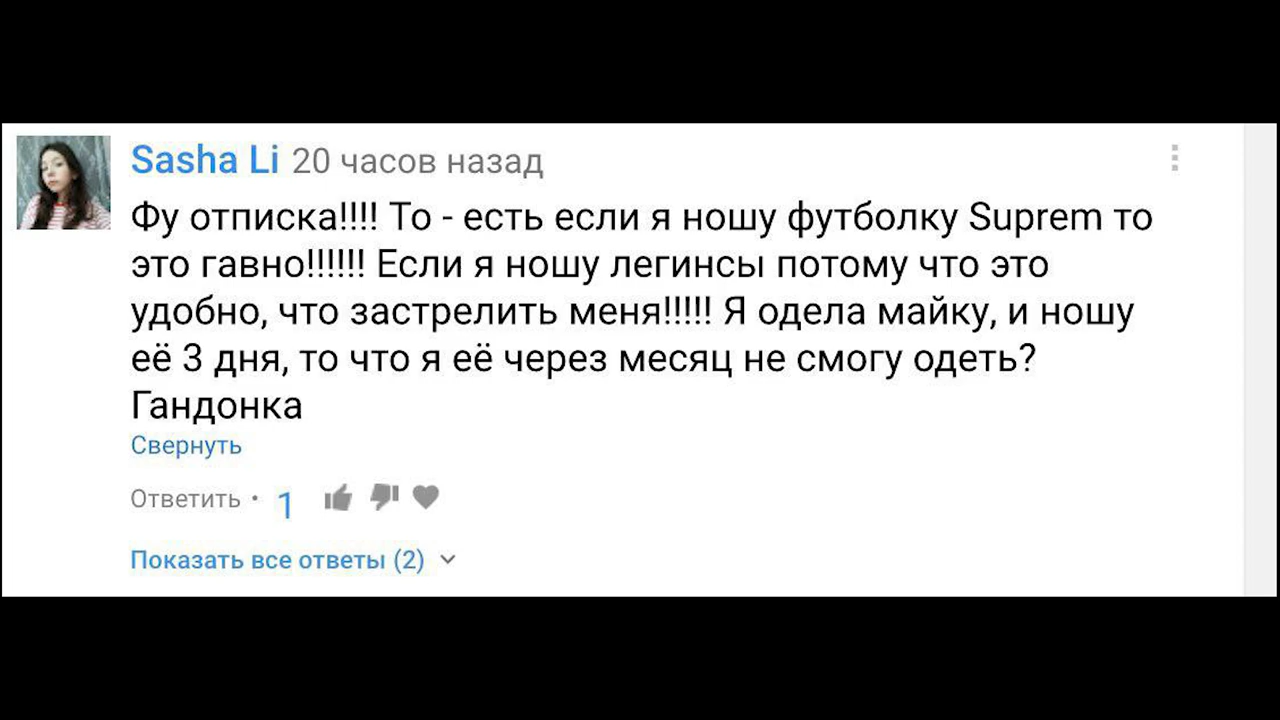 Sasha Li 20 часов назад
Фу отписка!!!! То - есть если я ношу футболку Suprem то
это гавно!!!!!! Если я ношу легинсы потому что это
удобно, что застрелить меня!!!!! Я одела майку, и ношу
её 3 дня, то что я её через месяц не смогу одеть?
Гандонка
Свернуть
Ответить • 1
Показать все ответы (2)